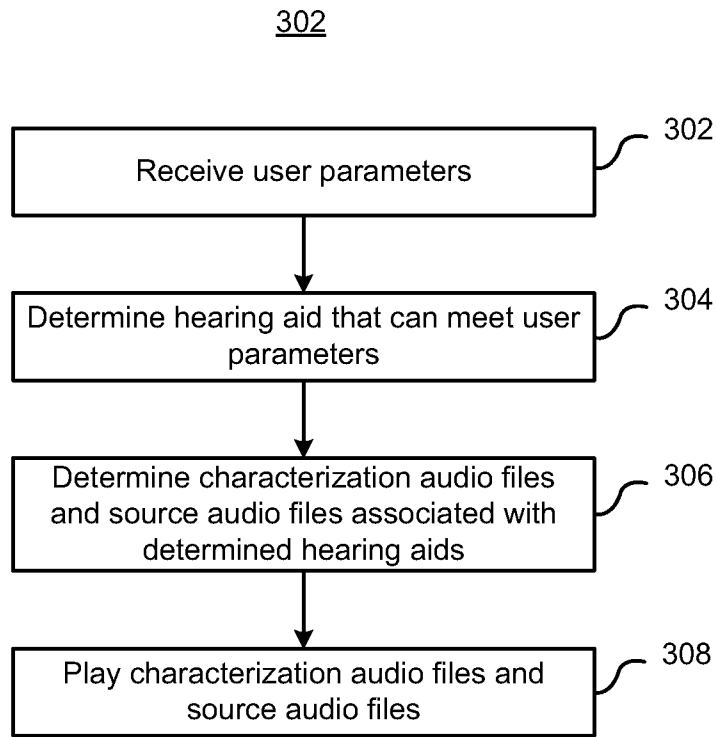 302
Receive user parameters
302
Determine hearing aid that can meet user
parameters
304
Determine characterization audio files
and source audio files associated with
determined hearing aids
306
Play characterization audio files and
source audio files
308